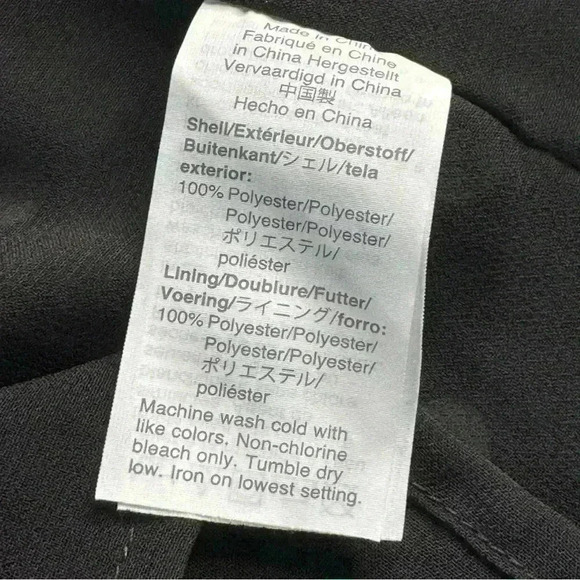 Made in China
Fabriqué en Chine
in China Hergestellt
Vervaardigd in China
中国製
Hecho en China
Shell/Extérieur/Oberstoff/
Buitenkant/シェル/tela
exterior:
100% Polyester/Polyester/
Polyester/Polyester/
ポリエステル/
poliéster
Lining/Doublure/Futter/
Voering/ライニング/forro:
100% Polyester/Polyester/
Polyester/Polyester/
ポリエステル/
poliéster
Machine wash cold with
like colors. Non-chlorine
bleach only. Tumble dry
low. Iron on lowest setting.